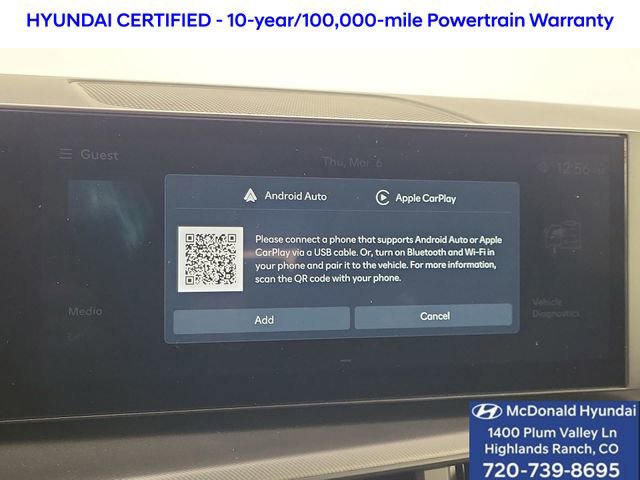 HYUNDAI CERTIFIED - 10-year/100,000-mile Powertrain Warranty
Guest
Thu, Mar 6
12:56
Android Auto
Apple CarPlay
Please connect a phone that supports Android Auto or Apple
CarPlay via a USB cable. Or, turn on Bluetooth and Wi-Fi in
your phone and pair it to the vehicle. For more information,
scan the QR code with your phone.
Media
Vehicle
Diagnostics
Add
Cancel
McDonald Hyundai
1400 Plum Valley Ln
Highlands Ranch, CO
720-739-8695